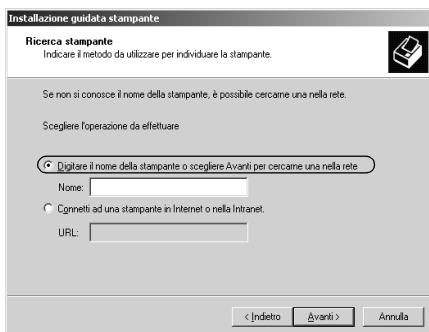 Installazione guidata stampante
Ricerca stampante
Indicare il metodo da utilizzare per individuare la stampante.
Se non si conosce il nome della stampante, è possibile cercarne una nella rete.
Scegliere l'operazione da effettuare
Digitare il nome della stampante o scegliere Avanti per cercarne una nella rete
Nome:
Connetti ad una stampante in Internet o nella Intranet.
URL:
< Indietro Avanti > Annulla